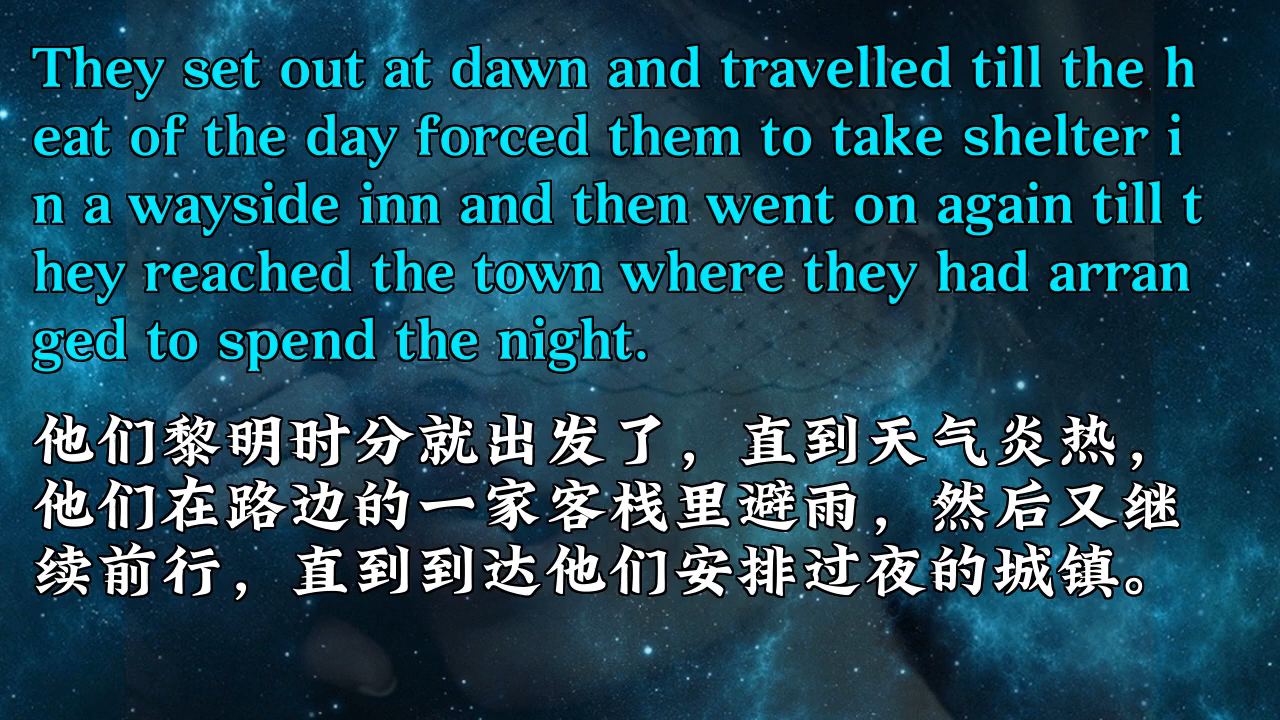 They set out at dawn and travelled till the h
eat of the day forced them to take shelter i
n a wayside inn and then went on again till t
hey reached the town where they had arran
ged to spend the night.
他们黎明时分就出发了，直到天气炎热，
他们在路边的一家客栈里避雨，然后又继
续前行，直到到达他们安排过夜的城镇。